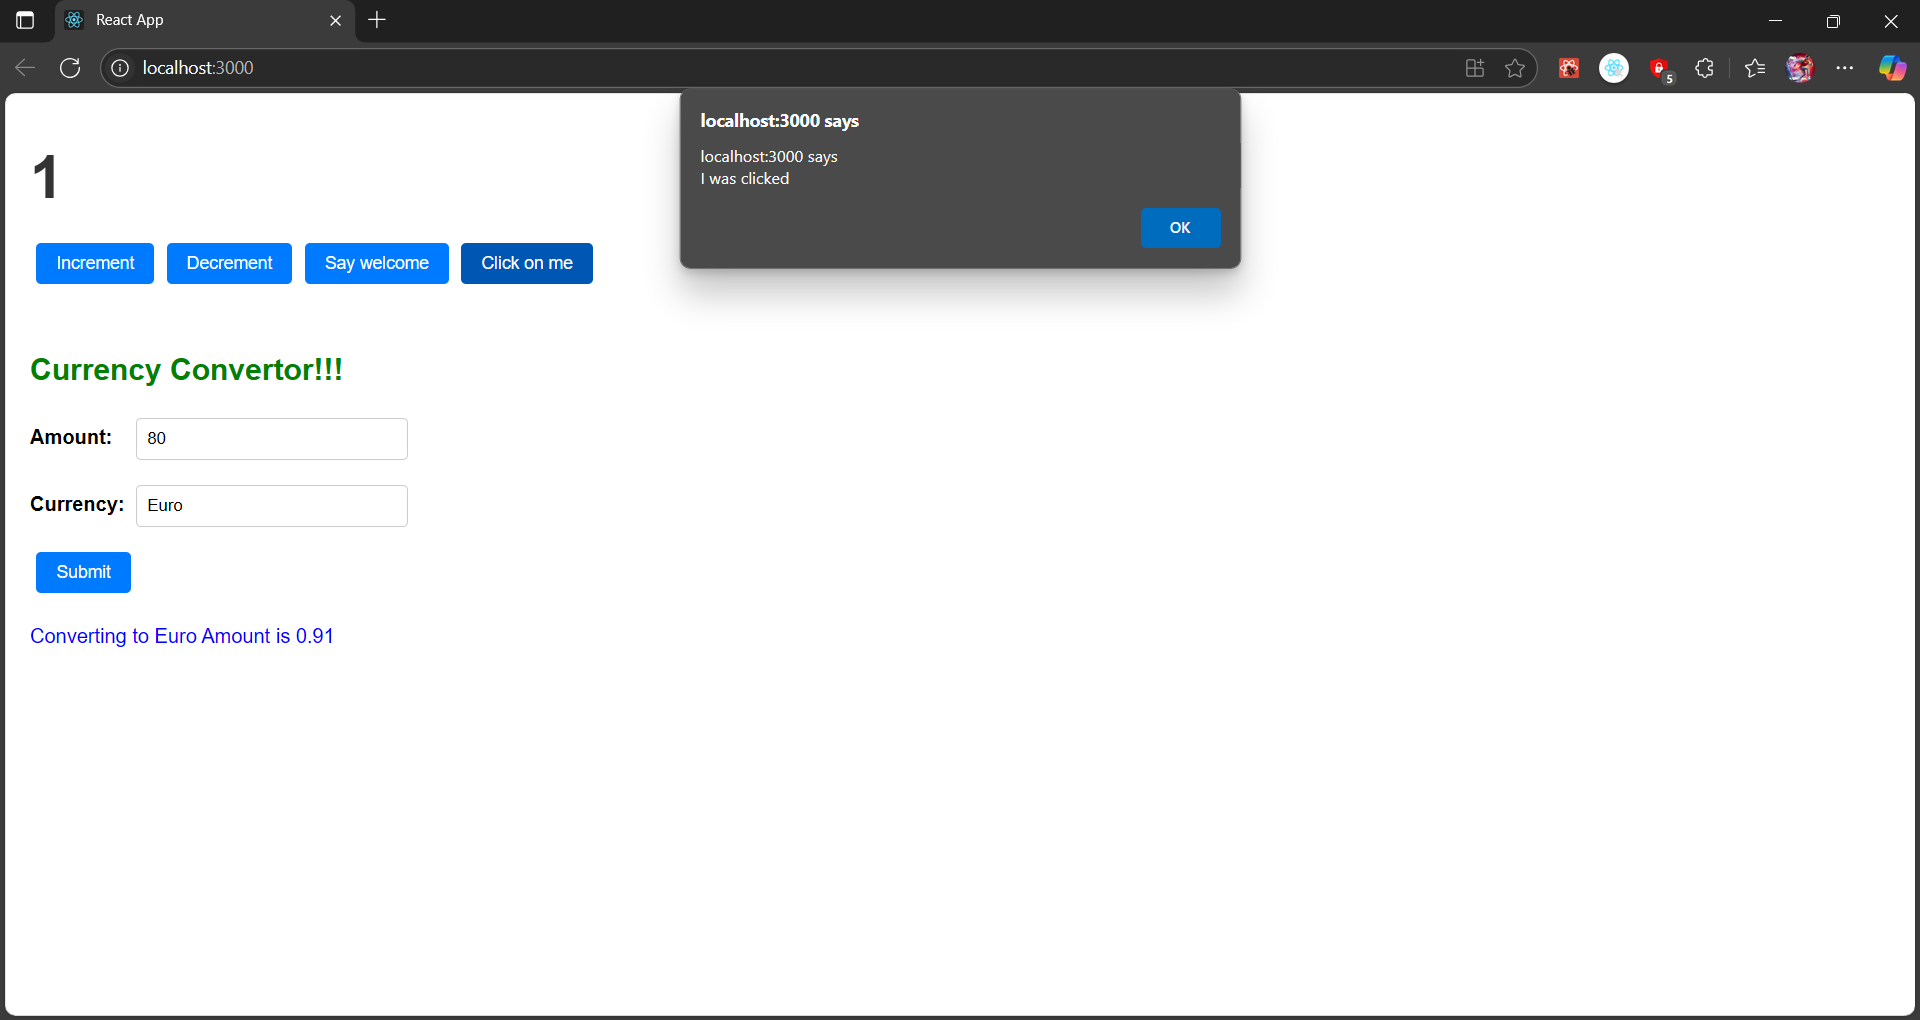 React App
localhost:3000
5
localhost:3000 says
localhost:3000 says
I was clicked
OK
1
Increment Decrement Say welcome Click on me
Currency Convertor!!!
Amount: 80
Currency: Euro
Submit
Converting to Euro Amount is 0.91